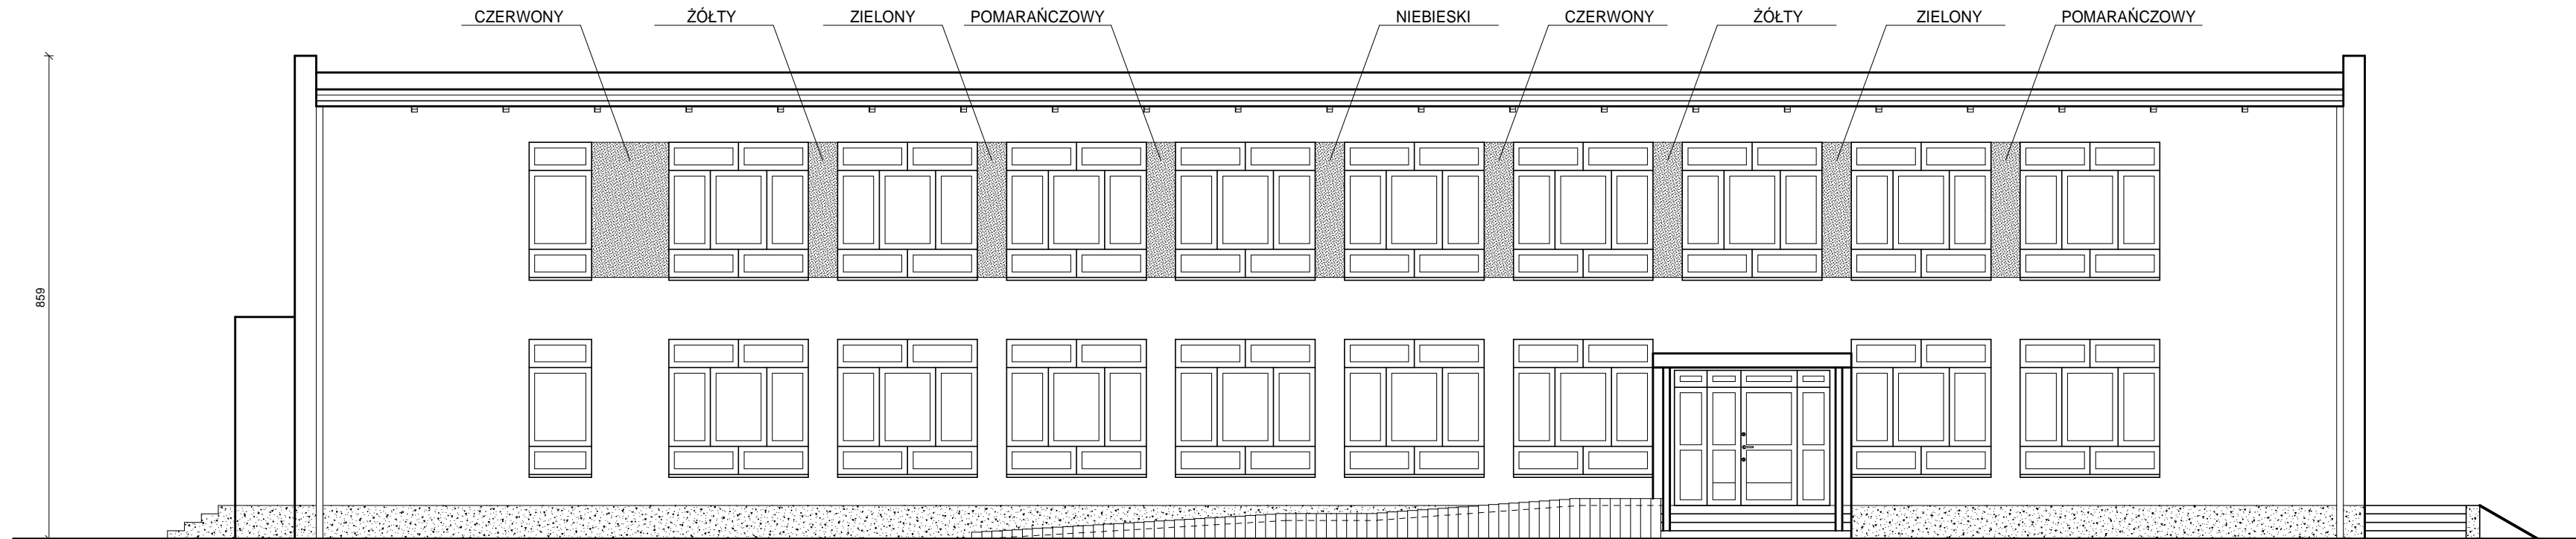 CZERWONY
ŻÓŁTY
ZIELONY
POMARAŃCZOWY
NIEBIESKI
CZERWONY
ŻÓŁTY
ZIELONY
POMARAŃCZOWY
859